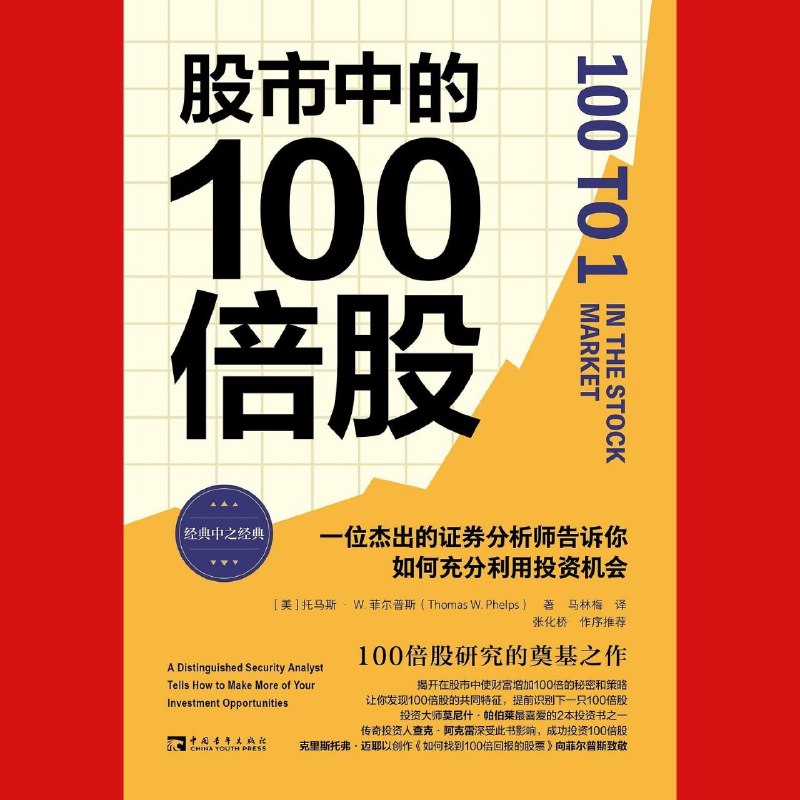 股市中的
100
倍股
100 TO 1
IN THE STOCK
MARKET
经典中之经典
一位杰出的证券分析师告诉你
如何充分利用投资机会
[美]托马斯 · W. 菲尔普斯(Thomas W. Phelps) 著 马林梅 译
张化桥 作序推荐
100倍股研究的奠基之作
A Distinguished Security Analyst
Tells How to Make More of Your
Investment Opportunities
揭开在股市中使财富增加100倍的秘密和策略
让你发现100倍股的共同特征，提前识别下一只100倍股
投资大师莫尼什·帕伯莱最喜爱的2本投资书之一
传奇投资人查克·阿克雷深受此书影响，成功投资100倍股
克里斯托弗·迈耶以创作《如何找到100倍回报的股票》向菲尔普斯致敬
中国青年出版社
CHINA YOUTH PRESS